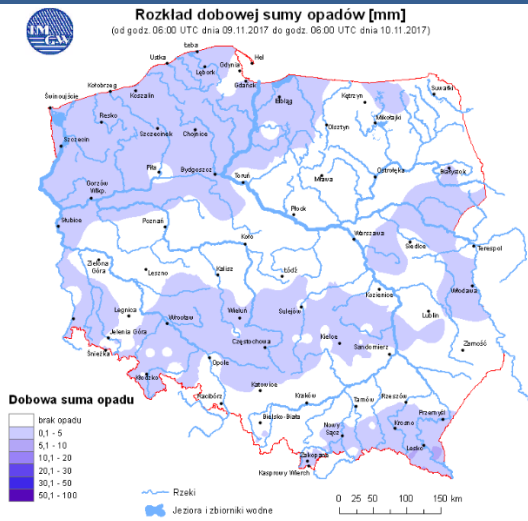 Rozkład dobowej sumy opadów [mm]
(od godz. 06:00 UTC dnia 09.11.2017 do godz. 06:00 UTC dnia 10.11.2017)
IM
GW
Łeba
Ustka
Hel
Gdynia
Lębork
Kołobrzeg
Koszalin
Gdańsk
Suwałki
Świnoujście
Elbląg
Kętrzyn
Resko
Mikołajki
Olsztyn
Szczecinek
Chojnice
Szczecin
Piła
Bydgoszcz
Ostrołęka
Białystok
Toruń
Mława
Gorzów
Wlkp.
Płock
Słubice
Poznań
Warszawa
Koło
Siedlce
Terespol
Zielona
Góra
Leszno
Kalisz
Łódź
Kozienice
Włodawa
Legnica
Wieluń
Sulejów
Lublin
Wrocław
Jelenia Góra
Kielce
Częstochowa
Zamość
Śnieżka
Sandomierz
Opole
Kłodzko
Katowice
Racibórz
Kraków
Tarnów
Rzeszów
Bielsko-Biała
Przemyśl
Nowy
Sącz
Krosno
Lesko
Zakopane
Kasprowy Wierch
Dobowa suma opadu
brak opadu
0,1 - 5
5,1 - 10
10,1 - 20
20,1 - 30
30,1 - 50
50,1 - 100
Rzeki
Jeziora i zbiorniki wodne
0 25 50 100 150 km